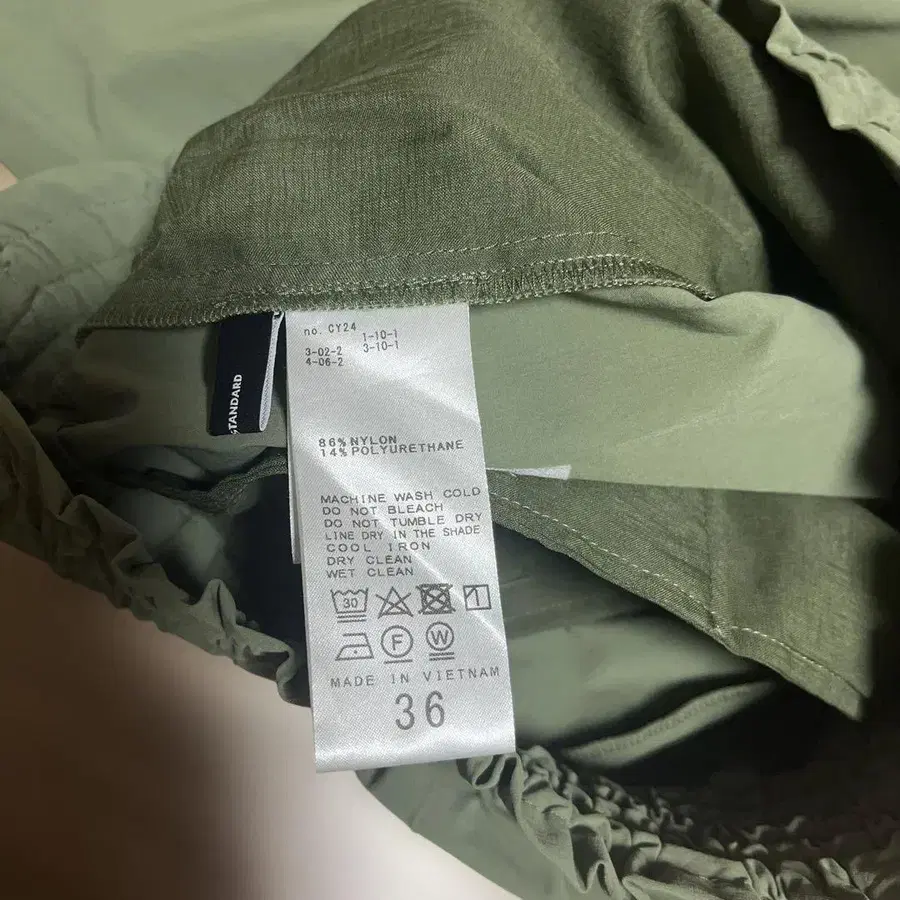 no. CY24
1-10-1
3-02-2 3-10-1
4-06-2
STANDARD
86% NYLON
14% POLYURETHANE
MACHINE WASH COLD
DO NOT BLEACH
DO NOT TUMBLE DRY
LINE DRY IN THE SHADE
COOL IRON
DRY CLEAN
WET CLEAN
30
F W
MADE IN VIETNAM
36